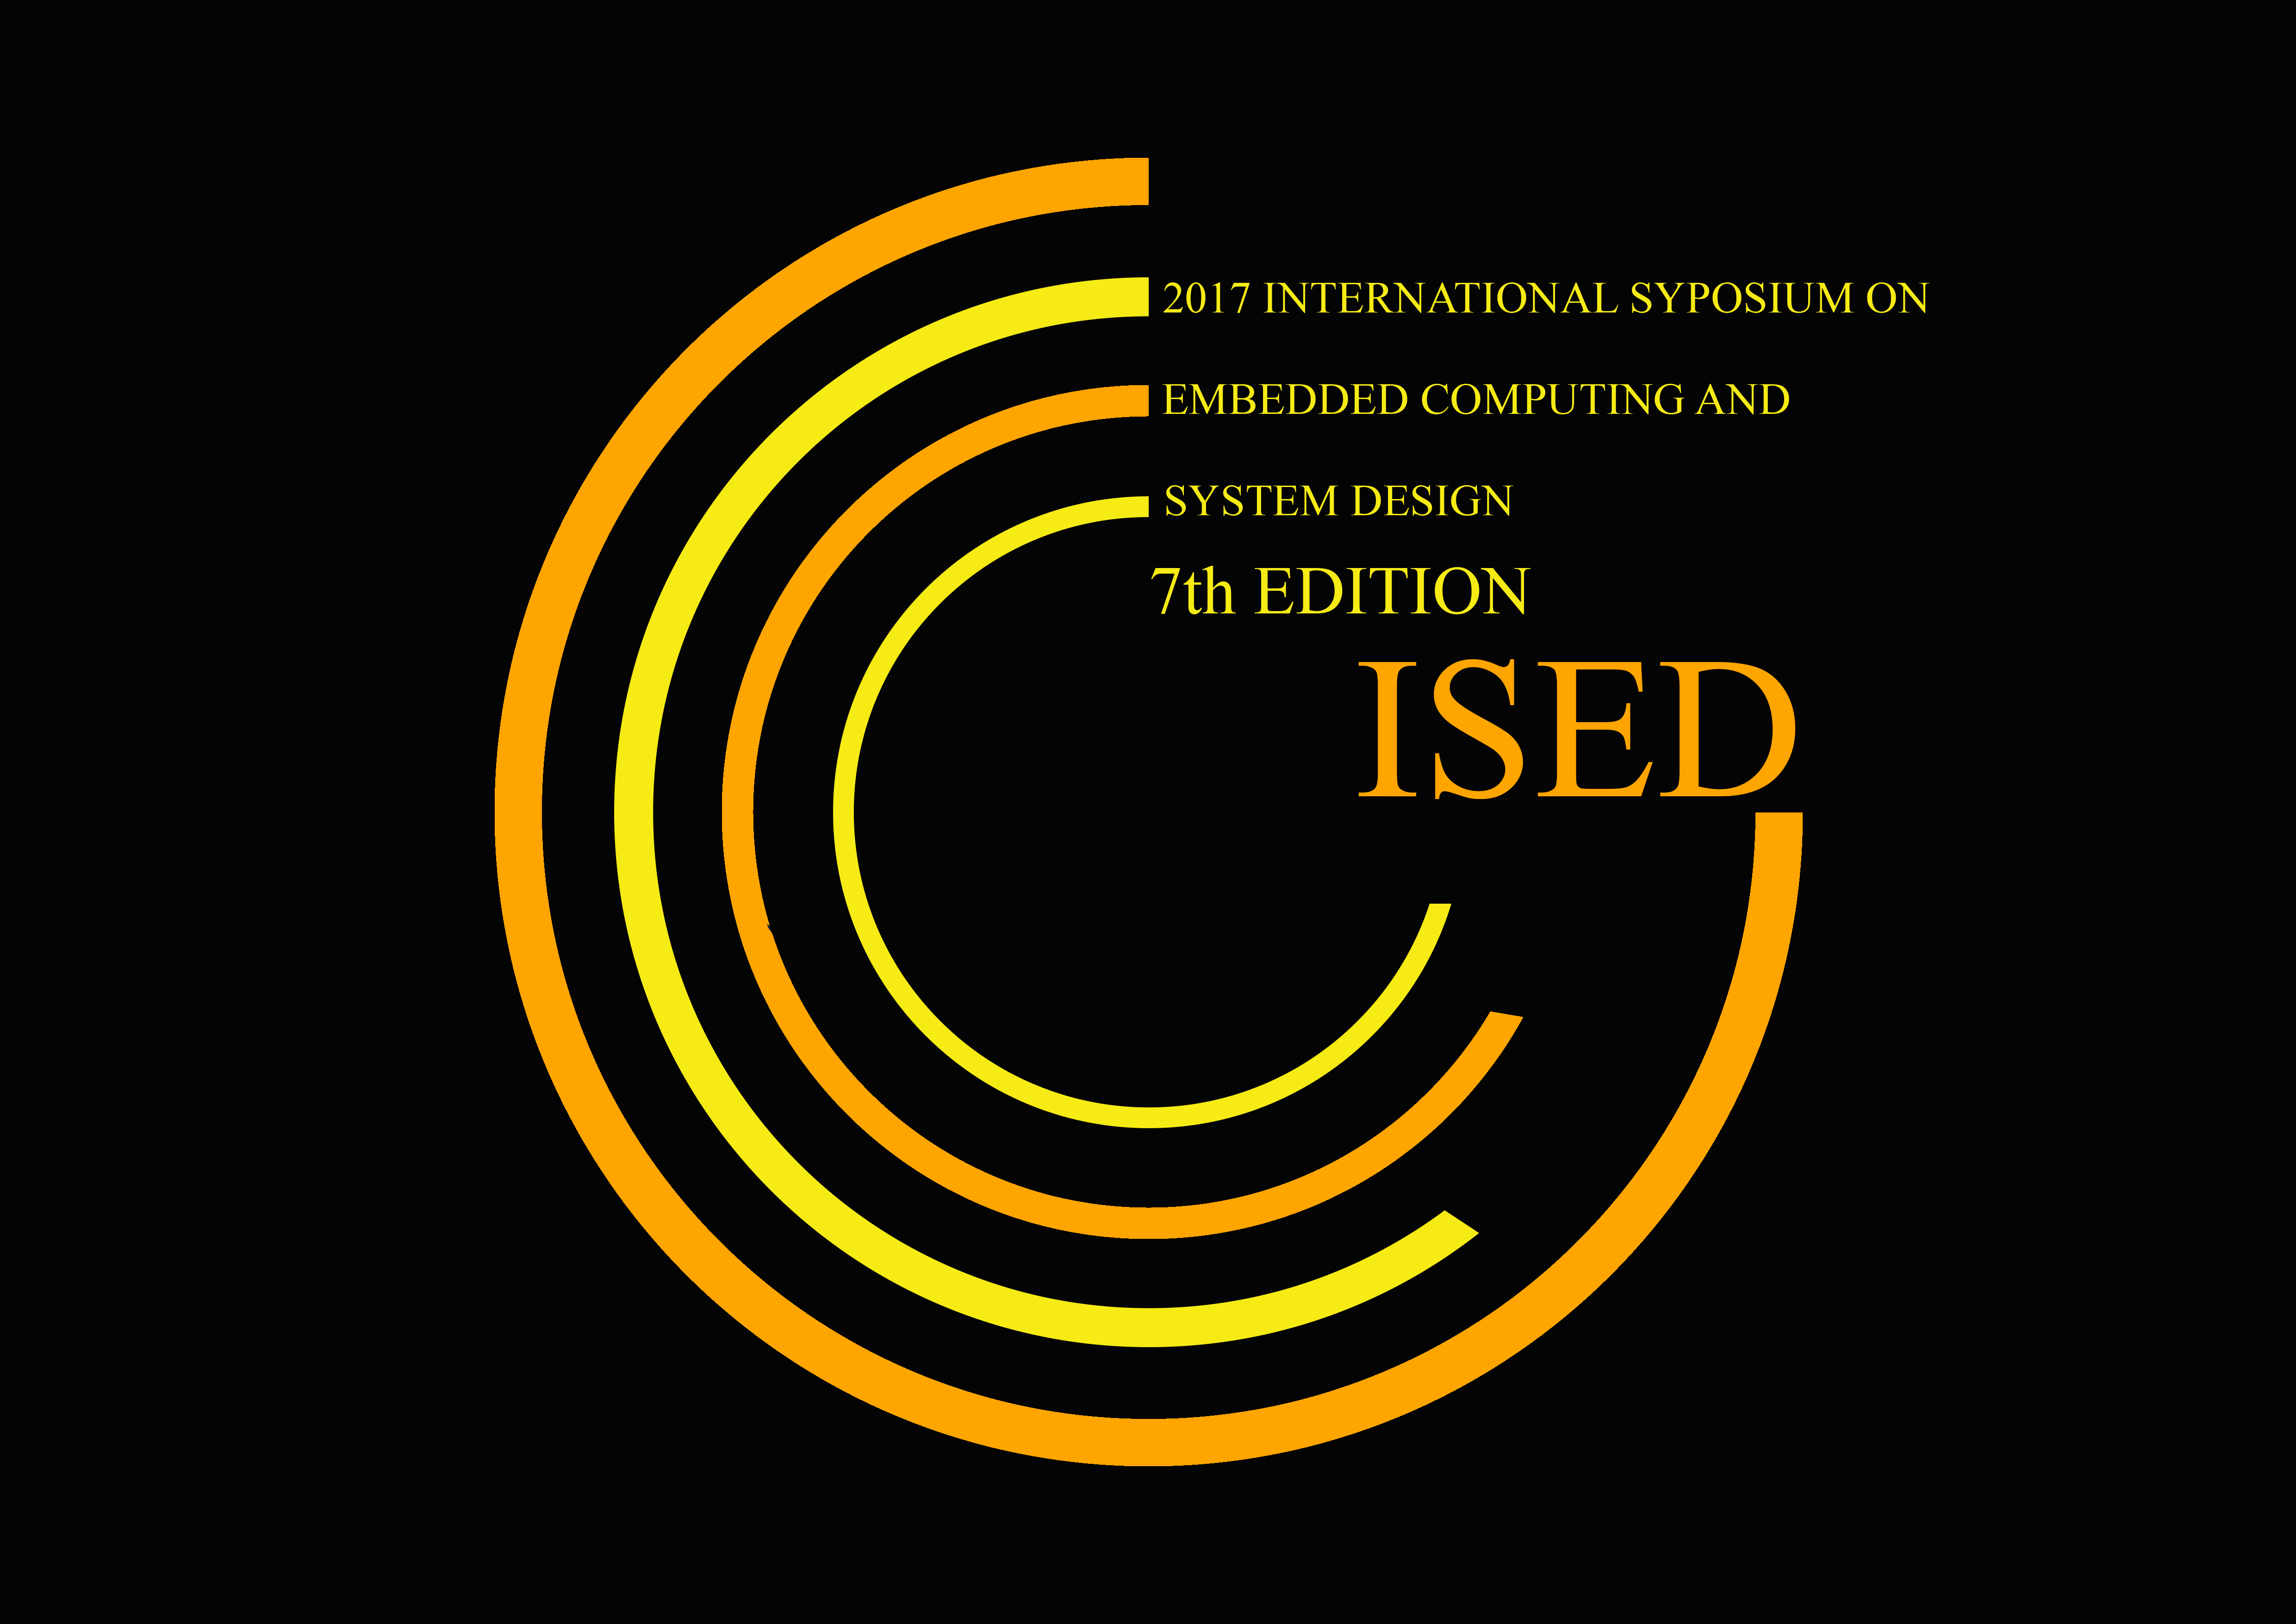 2017 INTERNATIONAL SYPOSIUM ON
EMBEDDED COMPUTING AND
SYSTEM DESIGN
7th EDITION
ISED